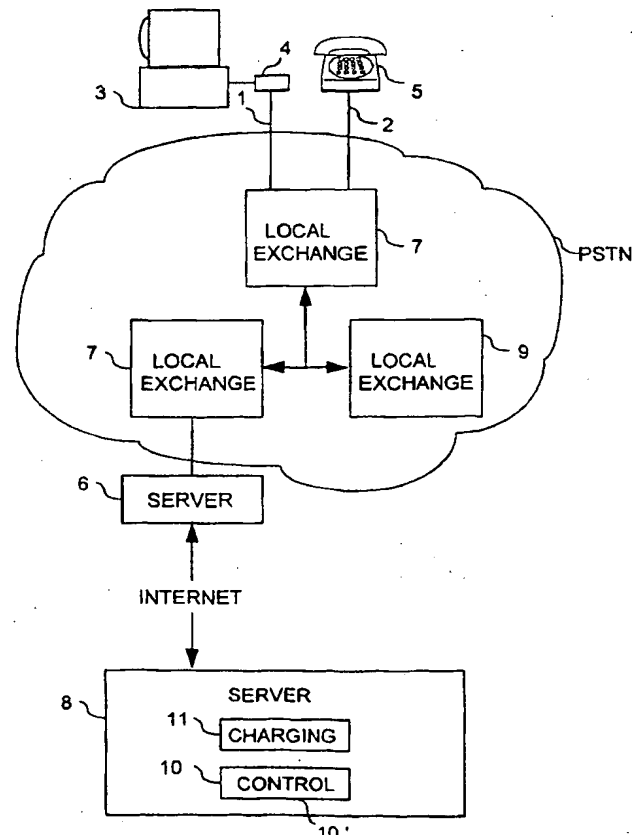 4
3
1
2
5
LOCAL
EXCHANGE
7
PSTN
7
LOCAL
EXCHANGE
LOCAL
EXCHANGE
9
6
SERVER
INTERNET
8
SERVER
11
CHARGING
10
CONTROL
10'